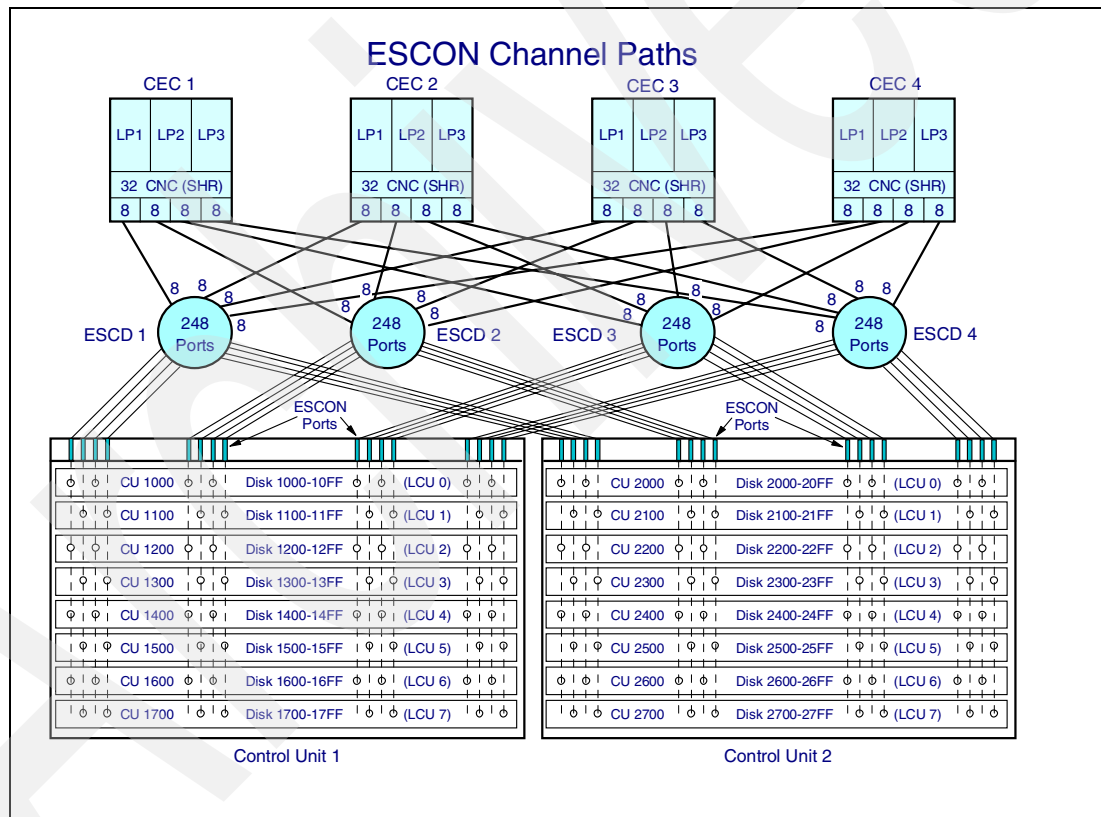 ESCON Channel Paths
CEC 1 CEC 2 CEC 3 CEC 4
LP1 LP2 LP3 LP1 LP2 LP3 LP1 LP2 LP3 LP1 LP2 LP3
32 CNC (SHR) 32 CNC (SHR) 32 CNC (SHR) 32 CNC (SHR)
8 8 8 8 8 8 8 8 8 8 8 8 8 8 8 8
8 8 8 8 8 8 8 8
8 8 8 8 8 8 8 8
ESCD 1 248 Ports ESCD 2 248 Ports ESCD 3 248 Ports ESCD 4 248 Ports
ESCON Ports ESCON Ports
CU 1000 Disk 1000-10FF (LCU 0) CU 2000 Disk 2000-20FF (LCU 0)
CU 1100 Disk 1100-11FF (LCU 1) CU 2100 Disk 2100-21FF (LCU 1)
CU 1200 Disk 1200-12FF (LCU 2) CU 2200 Disk 2200-22FF (LCU 2)
CU 1300 Disk 1300-13FF (LCU 3) CU 2300 Disk 2300-23FF (LCU 3)
CU 1400 Disk 1400-14FF (LCU 4) CU 2400 Disk 2400-24FF (LCU 4)
CU 1500 Disk 1500-15FF (LCU 5) CU 2500 Disk 2500-25FF (LCU 5)
CU 1600 Disk 1600-16FF (LCU 6) CU 2600 Disk 2600-26FF (LCU 6)
CU 1700 Disk 1700-17FF (LCU 7) CU 2700 Disk 2700-27FF (LCU 7)
Control Unit 1 Control Unit 2